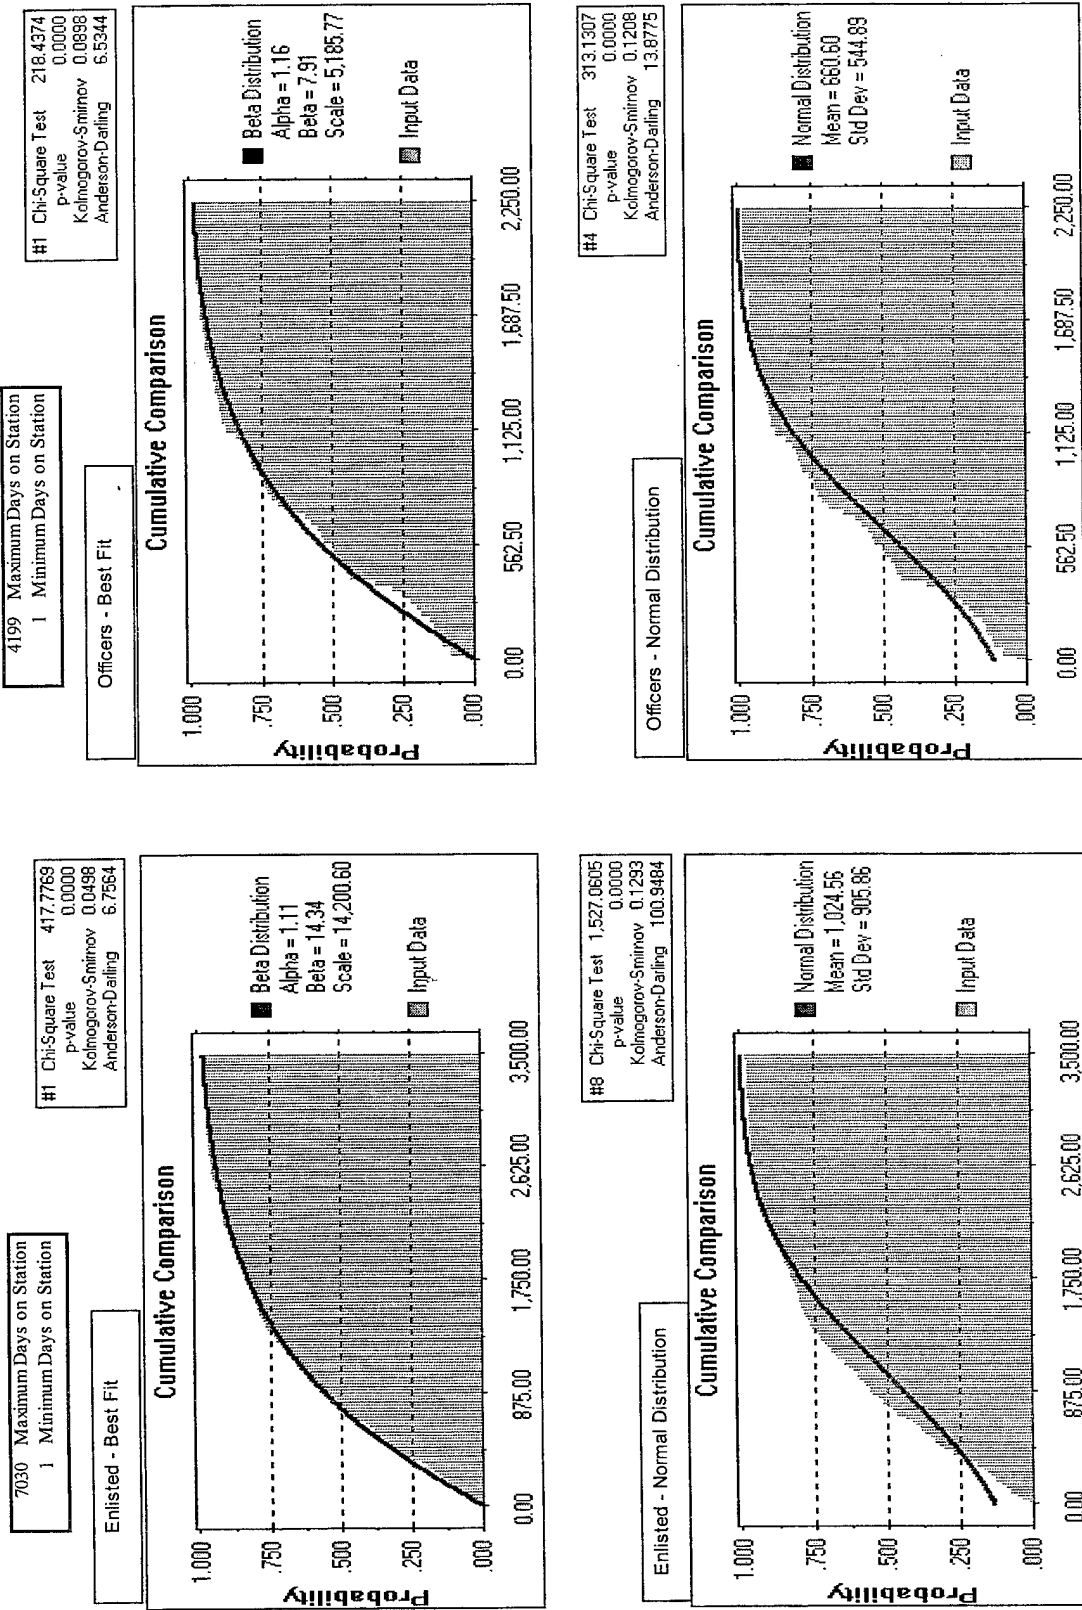 7030 Maximum Days on Station
1 Minimum Days on Station
Enlisted - Best Fit
#1 Chi-Square Test 417.7769
p-value 0.0000
Kolmogorov-Smirnov 0.0498
Anderson-Darling 6.7564
Cumulative Comparison
Probability
1.000
.750
.500
.250
.000
0.00 875.00 1,750.00 2,625.00 3,500.00
Beta Distribution
Alpha = 1.11
Beta = 14.34
Scale = 14,200.60
Input Data
4199 Maximum Days on Station
1 Minimum Days on Station
Officers - Best Fit
#1 Chi-Square Test 218.4374
p-value 0.0000
Kolmogorov-Smirnov 0.0898
Anderson-Darling 6.5344
Cumulative Comparison
Probability
1.000
.750
.500
.250
.000
0.00 562.50 1,125.00 1,687.50 2,250.00
Beta Distribution
Alpha = 1.16
Beta = 7.91
Scale = 5,185.77
Input Data
Enlisted - Normal Distribution
#8 Chi-Square Test 1,527.0605
p-value 0.0000
Kolmogorov-Smirnov 0.1293
Anderson-Darling 100.9484
Cumulative Comparison
Probability
1.000
.750
.500
.250
.000
0.00 875.00 1,750.00 2,625.00 3,500.00
Normal Distribution
Mean = 1,024.56
Std Dev = 905.86
Input Data
Officers - Normal Distribution
#4 Chi-Square Test 313.1307
p-value 0.0000
Kolmogorov-Smirnov 0.1208
Anderson-Darling 13.8775
Cumulative Comparison
Probability
1.000
.750
.500
.250
.000
0.00 562.50 1,125.00 1,687.50 2,250.00
Normal Distribution
Mean = 660.60
Std Dev = 544.89
Input Data